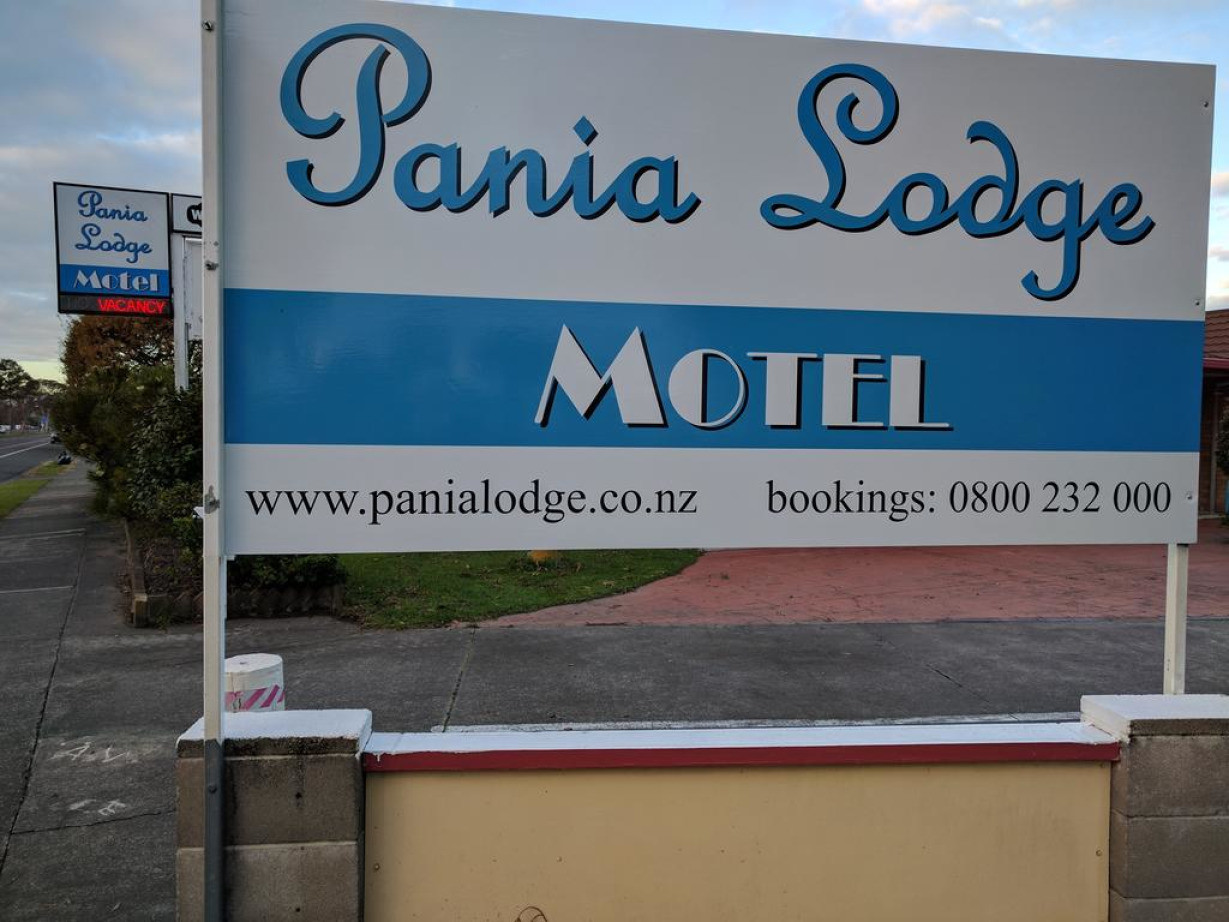 Pania Lodge
MOTEL
www.panialodge.co.nz bookings: 0800 232 000
Pania
Lodge
Motel
VACANCY